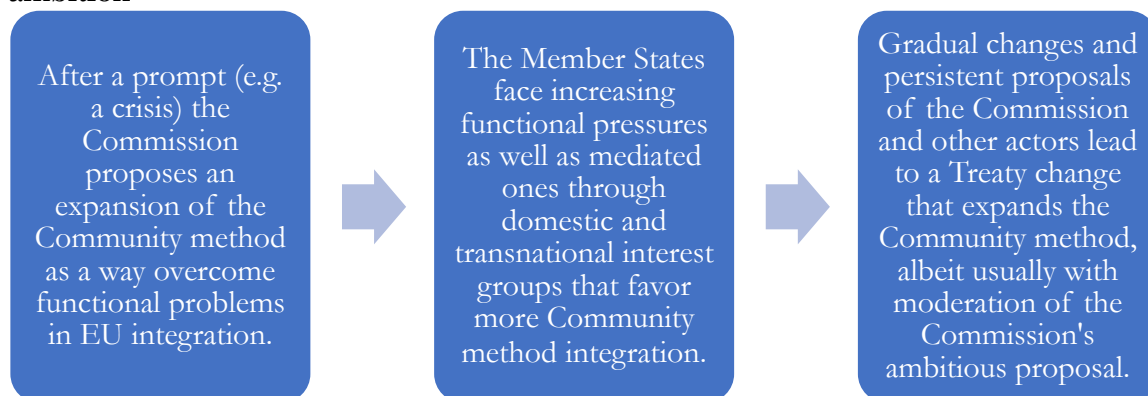 ambition
After a prompt (e.g.
a crisis) the
Commission
proposes an
expansion of the
Community method
as a way overcome
functional problems
in EU integration.
The Member States
face increasing
functional pressures
as well as mediated
ones through
domestic and
transnational interest
groups that favor
more Community
method integration.
Gradual changes and
persistent proposals
of the Commission
and other actors lead
to a Treaty change
that expands the
Community method,
albeit usually with
moderation of the
Commission's
ambitious proposal.